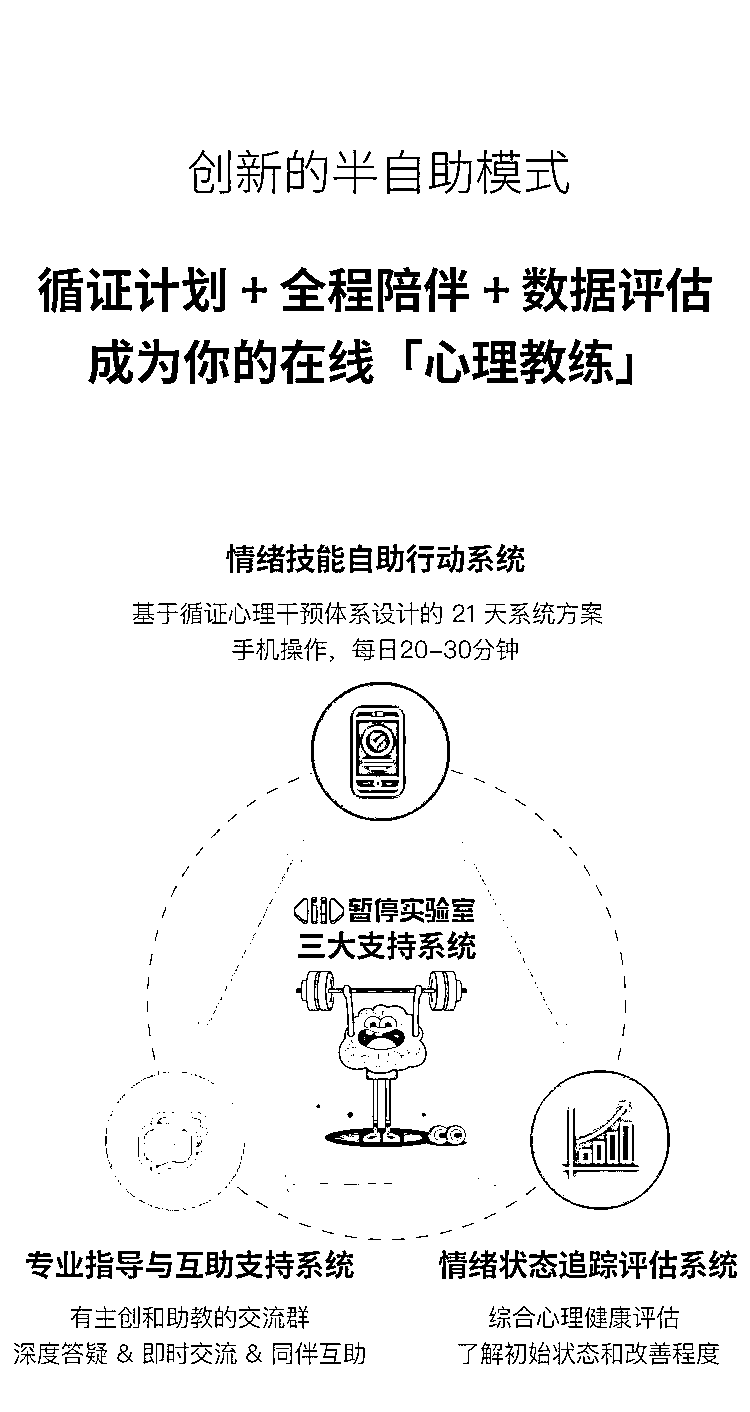 创新的半自助模式
循证计划 + 全程陪伴 + 数据评估
成为你的在线「心理教练」
情绪技能自助行动系统
基于循证心理干预体系设计的 21 天系统方案
手机操作，每日20-30分钟
暂停实验室
三大支持系统
专业指导与互助支持系统
有主创和助教的交流群
深度答疑 & 即时交流 & 同伴互助
情绪状态追踪评估系统
综合心理健康评估
了解初始状态和改善程度